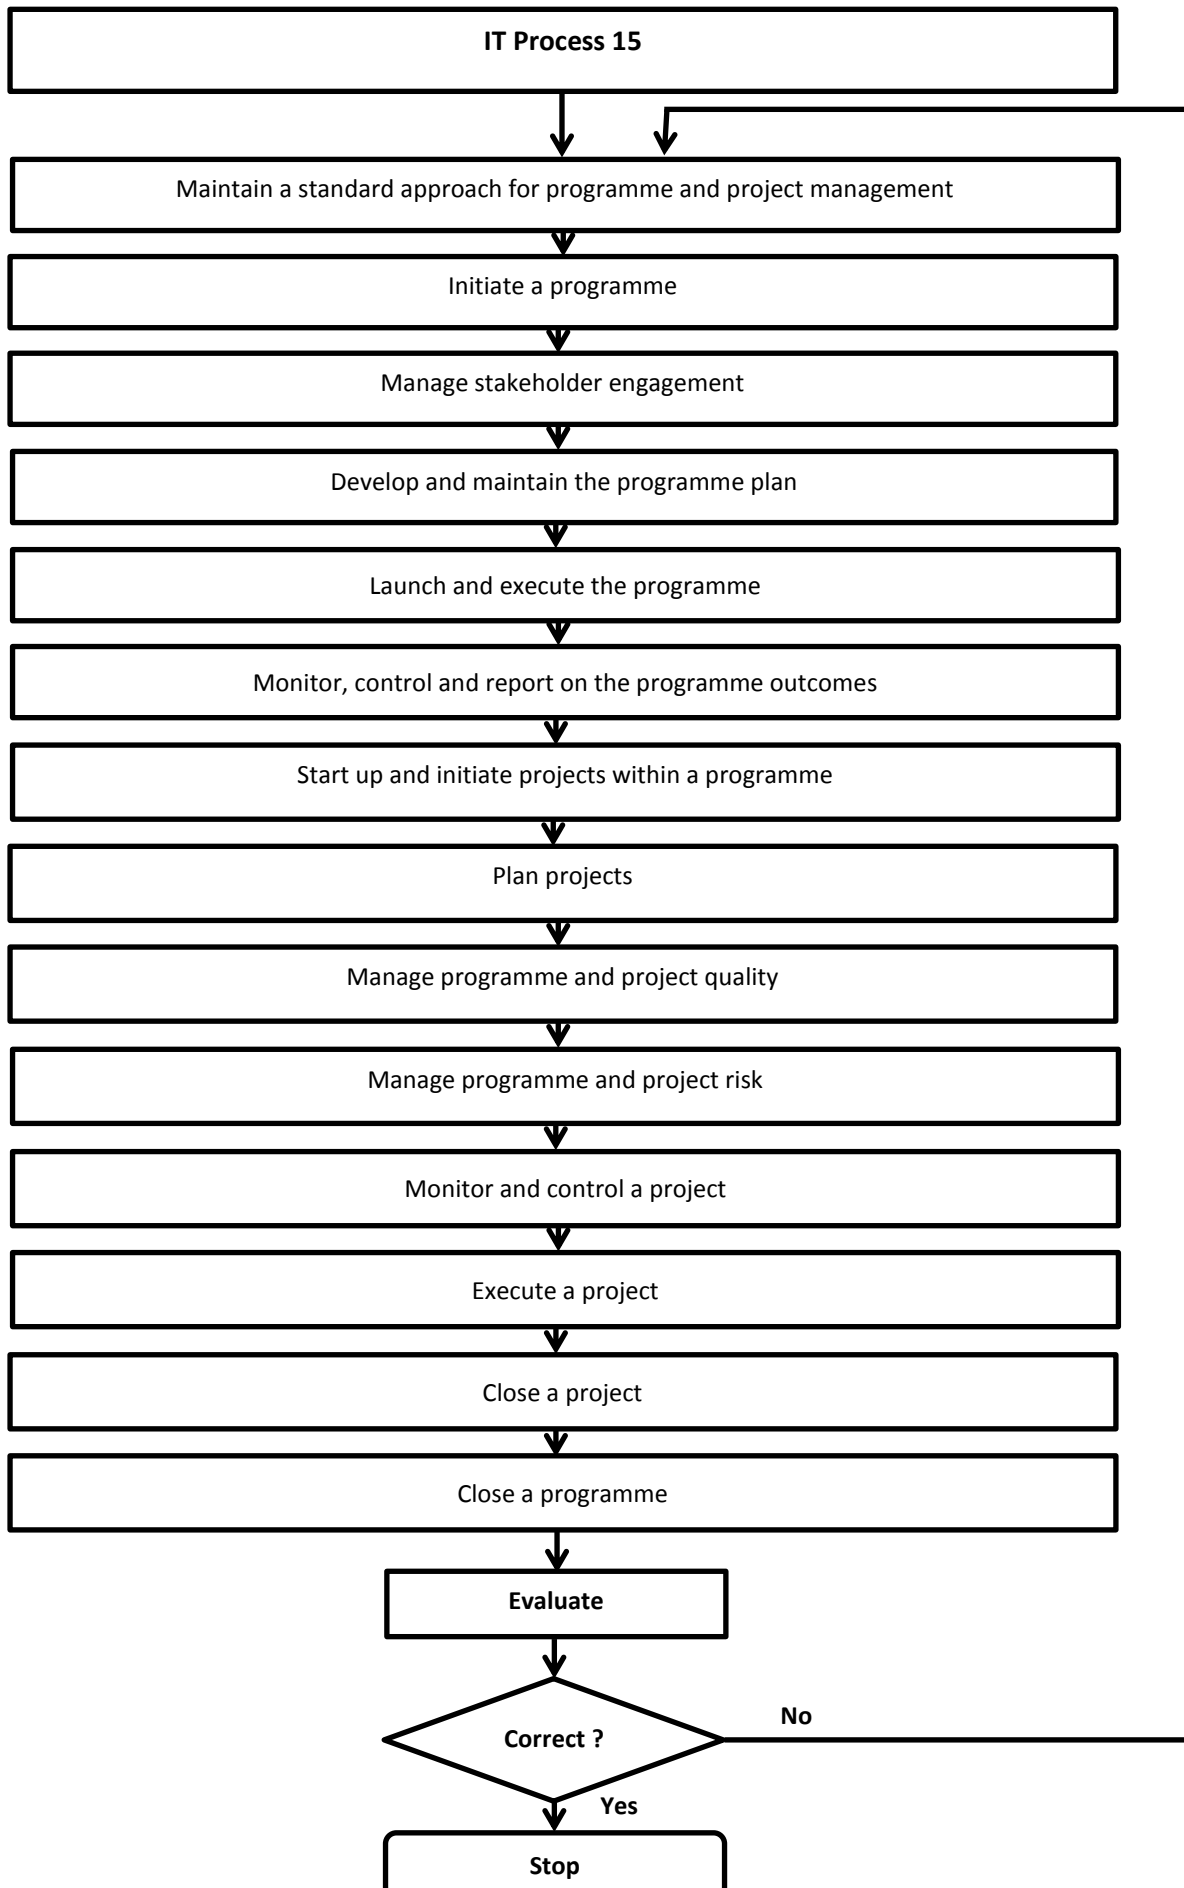 IT Process 15
Maintain a standard approach for programme and project management
Initiate a programme
Manage stakeholder engagement
Develop and maintain the programme plan
Launch and execute the programme
Monitor, control and report on the programme outcomes
Start up and initiate projects within a programme
Plan projects
Manage programme and project quality
Manage programme and project risk
Monitor and control a project
Execute a project
Close a project
Close a programme
Evaluate
No
Correct ?
Yes
Stop